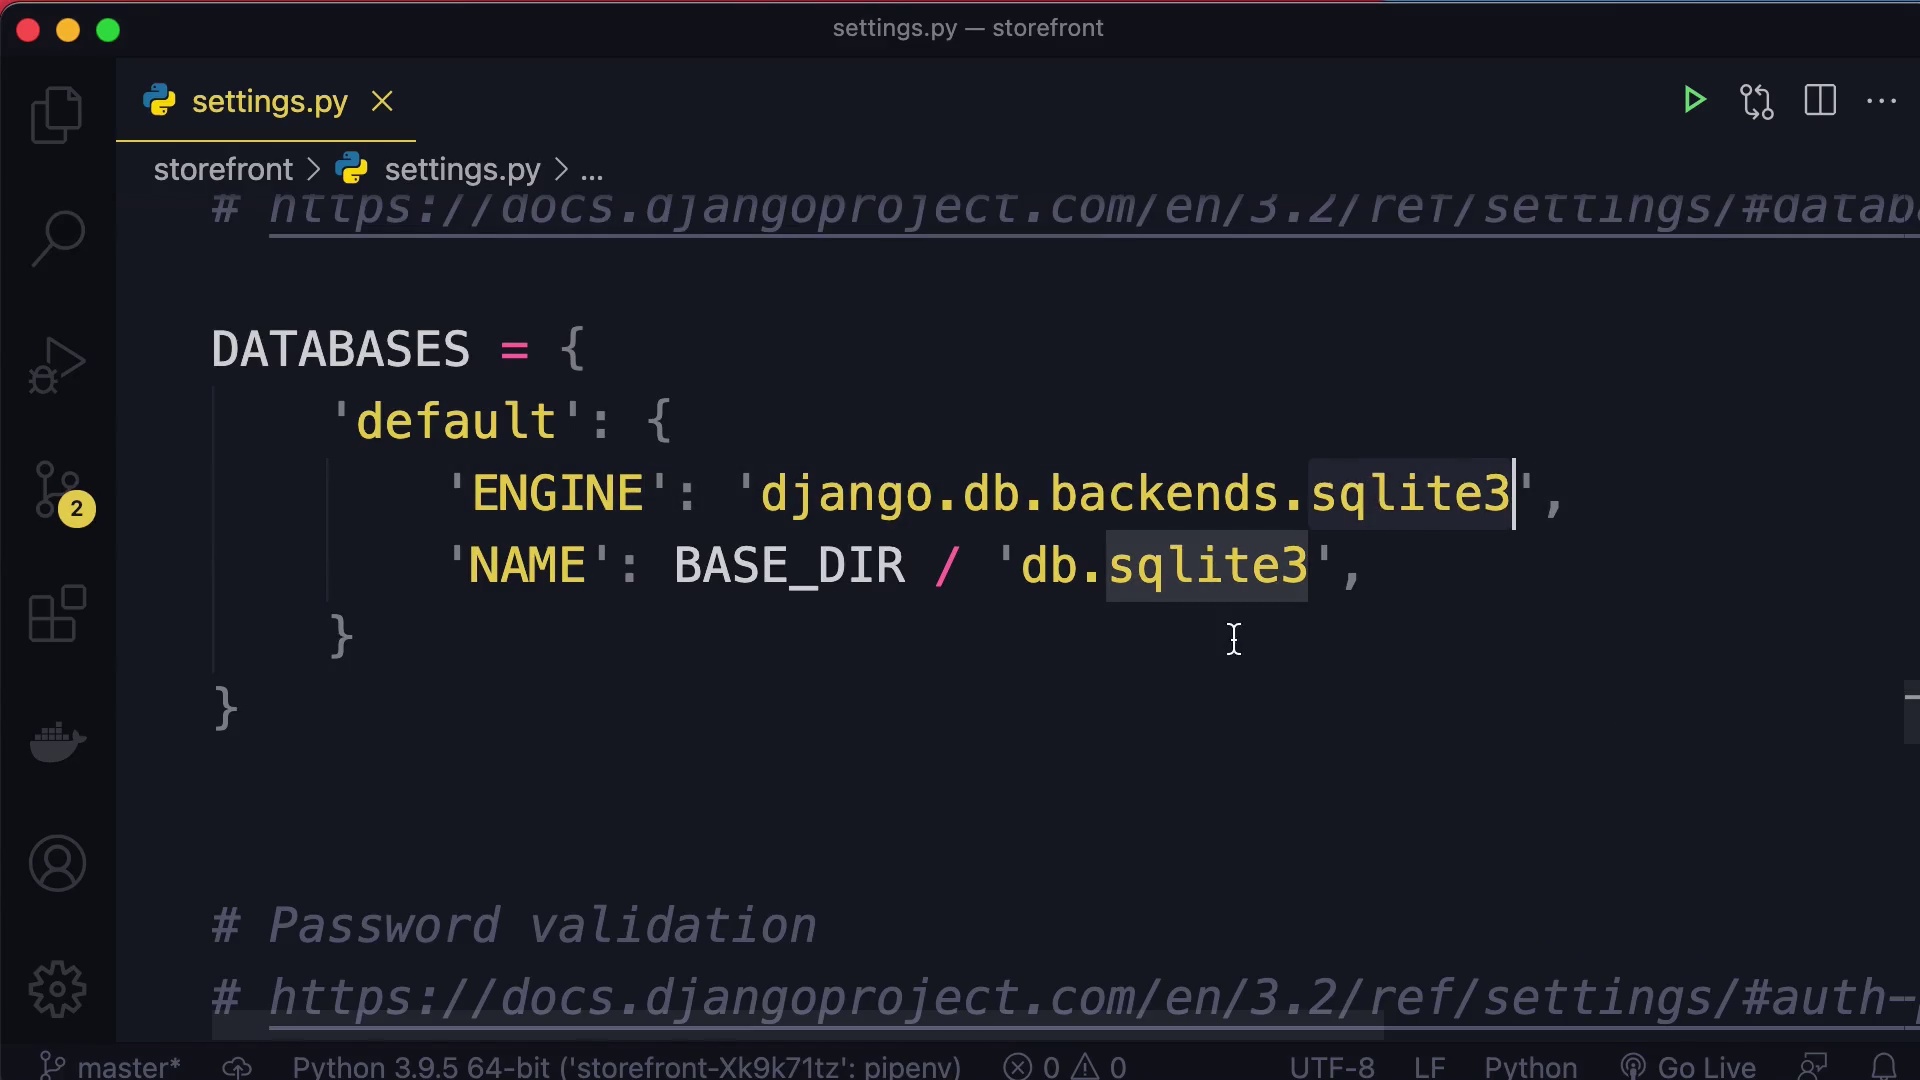 settings.py — storefront
settings.py
storefront > settings.py > ...
# https://docs.djangoproject.com/en/3.2/ref/settings/#datab
DATABASES = {
    'default': {
        'ENGINE': 'django.db.backends.sqlite3',
        'NAME': BASE_DIR / 'db.sqlite3',
    }
}
2
# Password validation
# https://docs.djangoproject.com/en/3.2/ref/settings/#auth-
master* Python 3.9.5 64-bit ('storefront-Xk9k71tz': pipenv) 0 0 UTF-8 LF Python Go Live